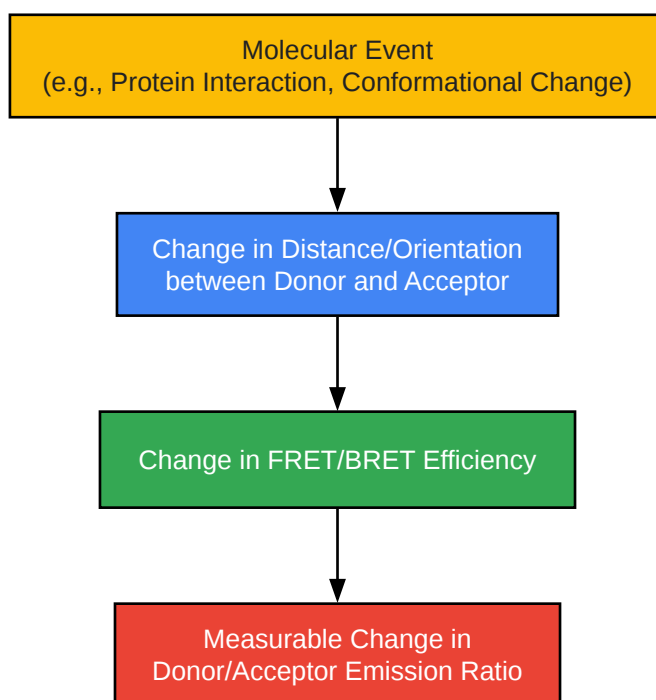 Molecular Event
(e.g., Protein Interaction, Conformational Change)
Change in Distance/Orientation
between Donor and Acceptor
Change in FRET/BRET Efficiency
Measurable Change in
Donor/Acceptor Emission Ratio